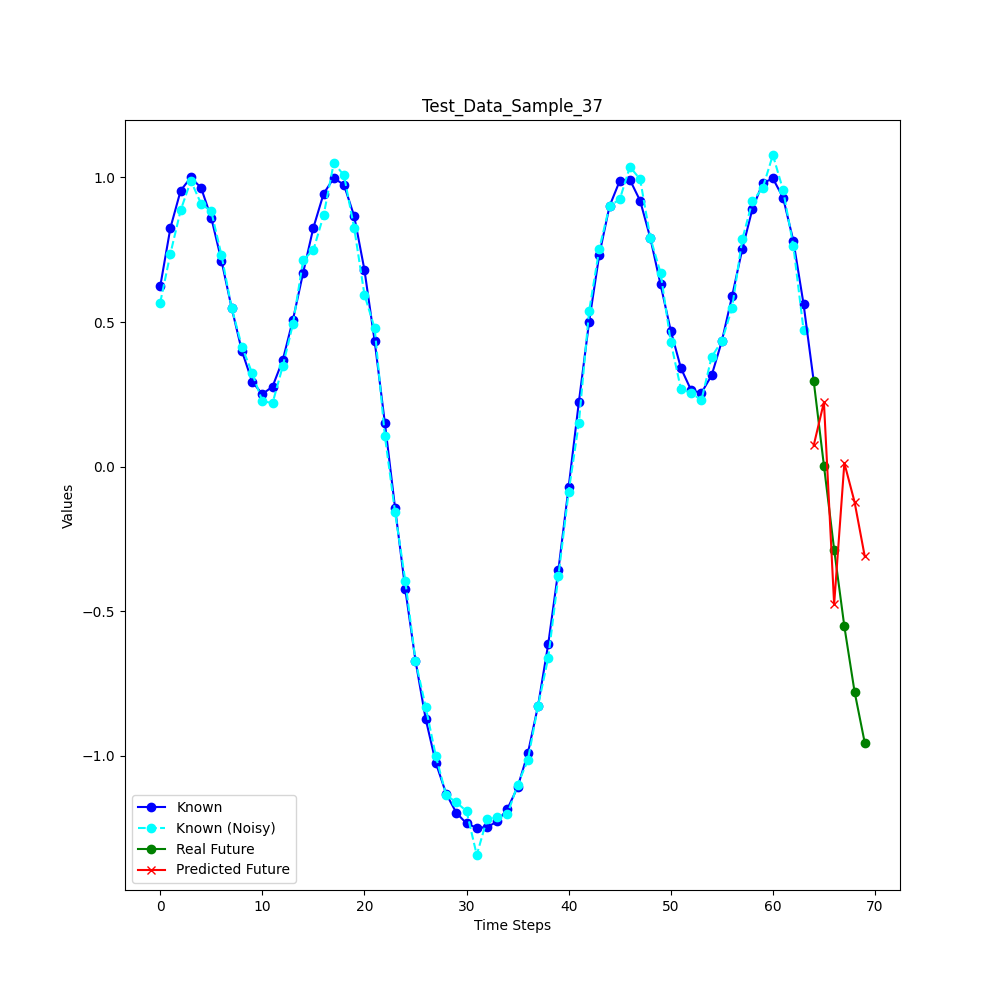 Test_Data_Sample_37
1.0
0.5
0.0
−0.5
−1.0
Values
Known
Known (Noisy)
Real Future
Predicted Future
0 10 20 30 40 50 60 70
Time Steps